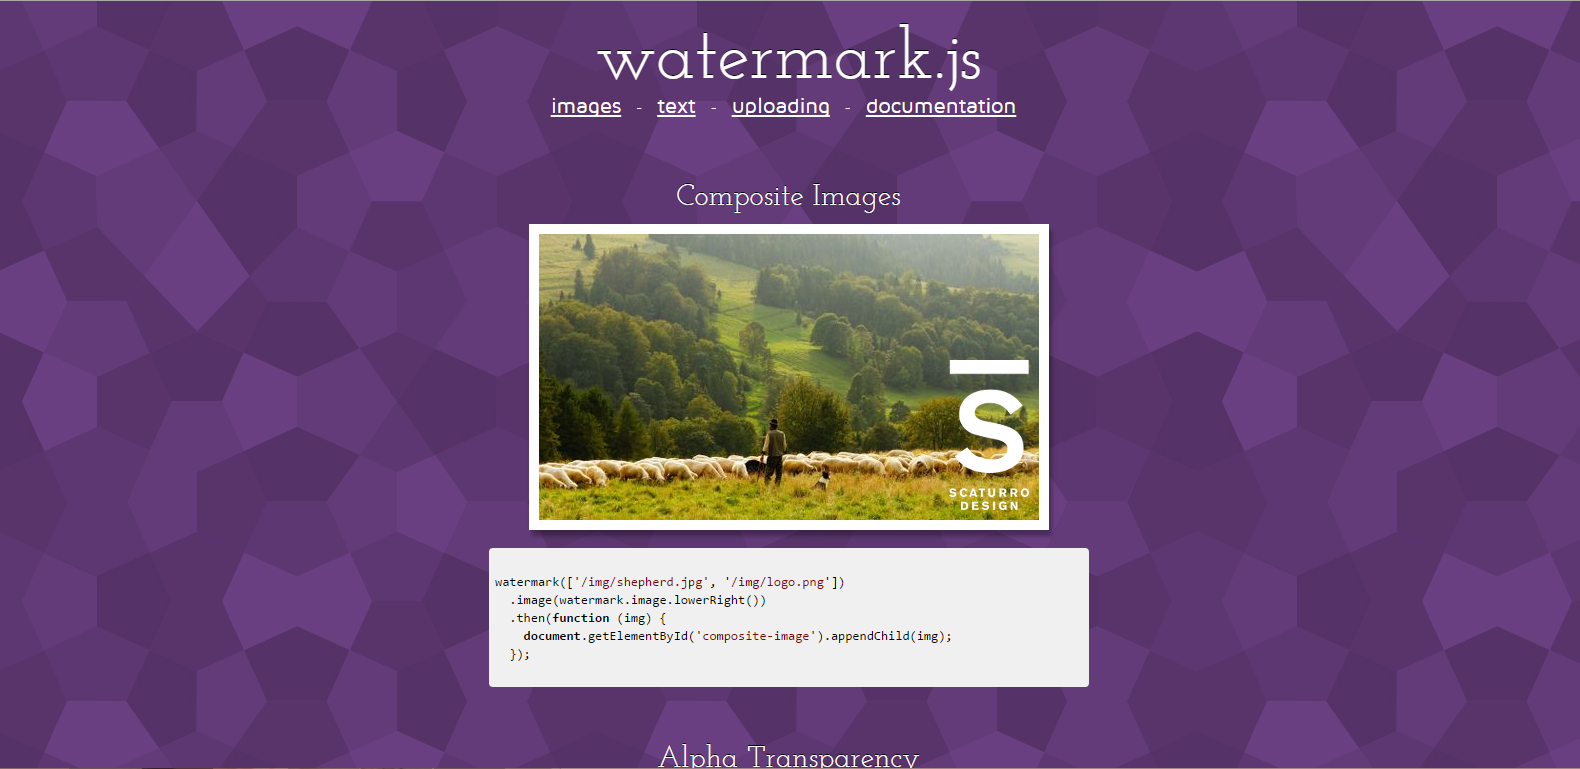 watermark.js
images - text - uploading - documentation
Composite Images
S
SCATURRO
DESIGN
watermark(['/img/shepherd.jpg', '/img/logo.png'])
  .image(watermark.image.lowerRight())
  .then(function (img) {
    document.getElementById('composite-image').appendChild(img);
  });
Alpha Transparency